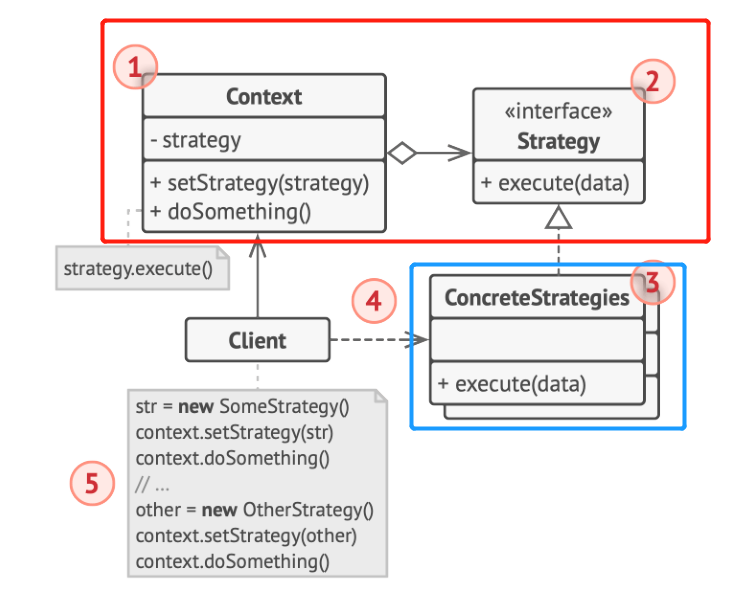 1
Context
- strategy
+ setStrategy(strategy)
+ doSomething()
2
«interface»
Strategy
+ execute(data)
strategy.execute()
3
ConcreteStrategies
+ execute(data)
4
Client
5
str = new SomeStrategy()
context.setStrategy(str)
context.doSomething()
// ...
other = new OtherStrategy()
context.setStrategy(other)
context.doSomething()